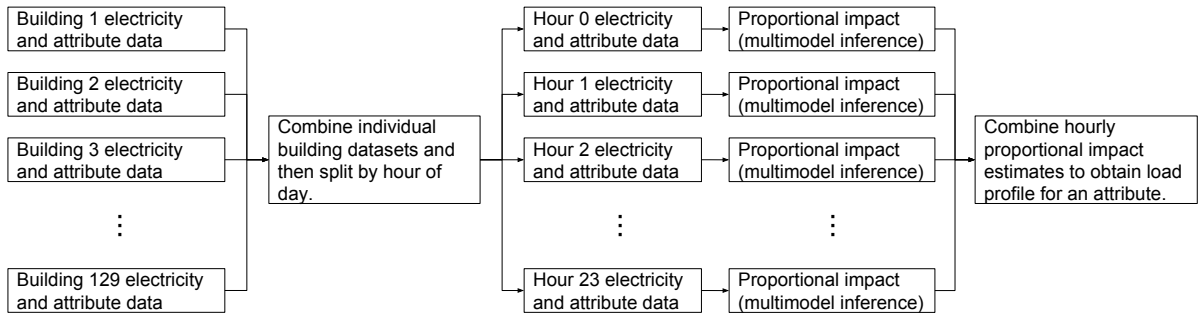 Building 1 electricity
and attribute data
Building 2 electricity
and attribute data
Building 3 electricity
and attribute data
⋮
Building 129 electricity
and attribute data
Combine individual
building datasets and
then split by hour of
day.
Hour 0 electricity
and attribute data
Hour 1 electricity
and attribute data
Hour 2 electricity
and attribute data
⋮
Hour 23 electricity
and attribute data
Proportional impact
(multimodel inference)
Proportional impact
(multimodel inference)
Proportional impact
(multimodel inference)
⋮
Proportional impact
(multimodel inference)
Combine hourly
proportional impact
estimates to obtain load
profile for an attribute.